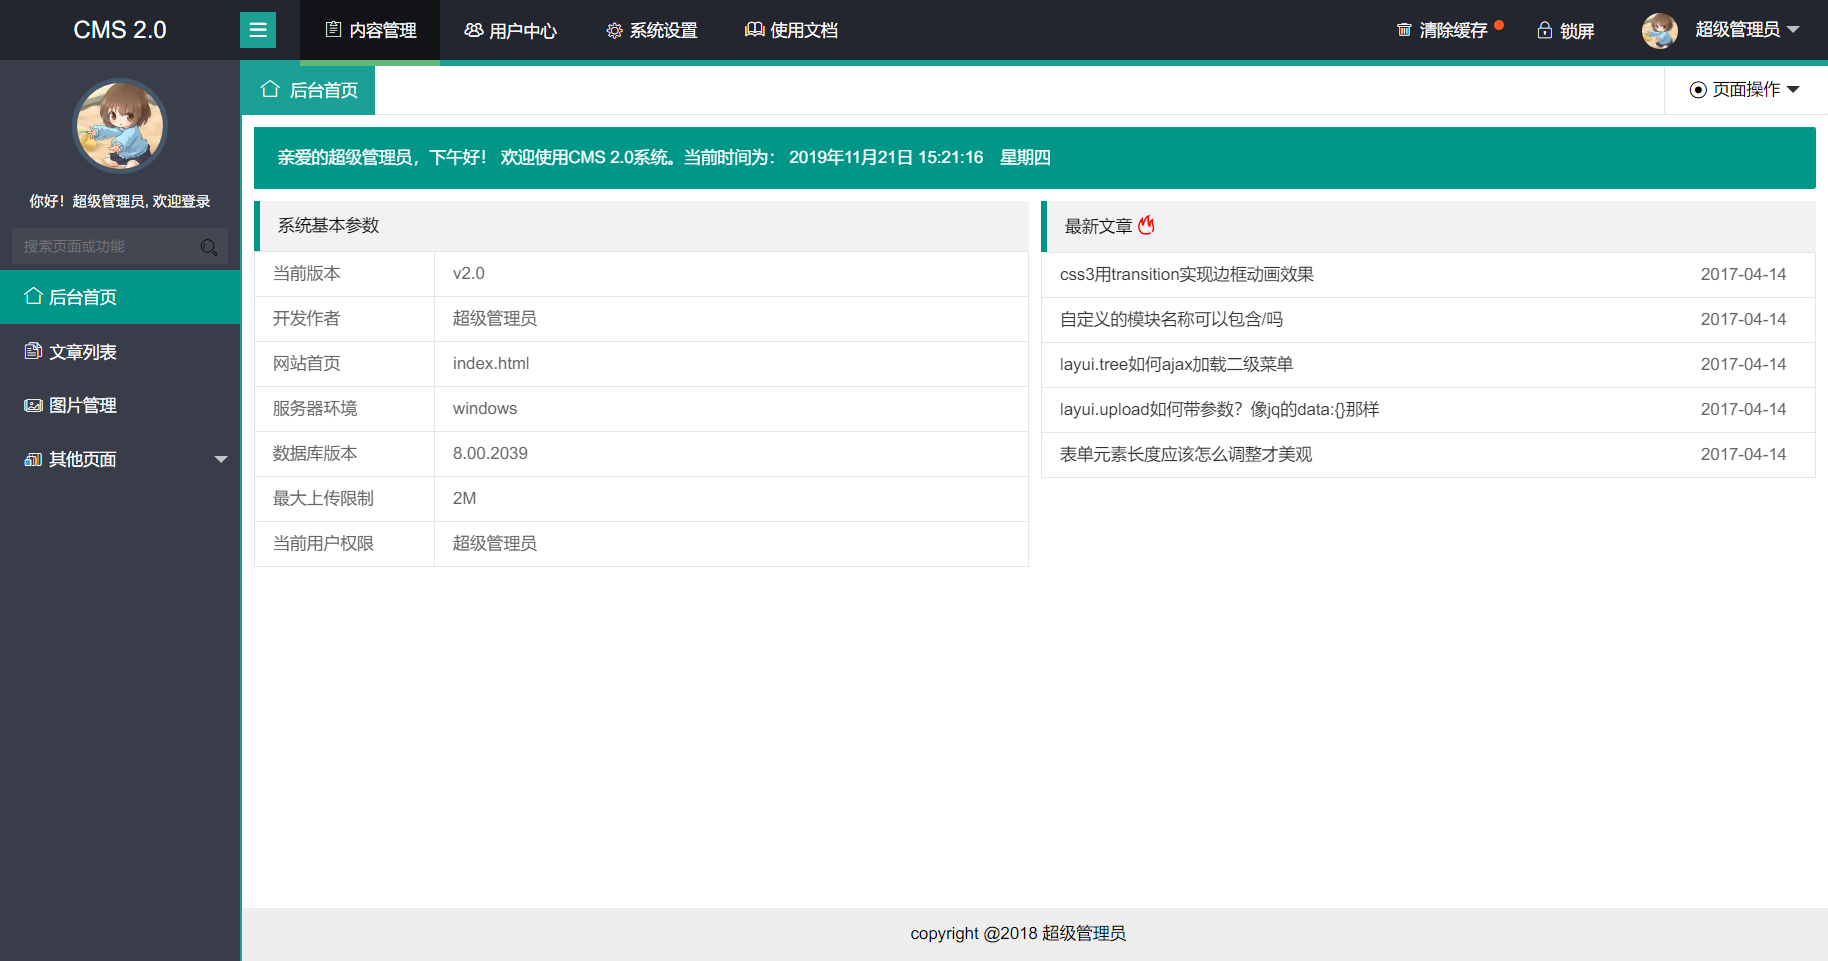 CMS 2.0
内容管理
用户中心
系统设置
使用文档
清除缓存
锁屏
超级管理员
你好！超级管理员, 欢迎登录
搜索页面或功能
后台首页
文章列表
图片管理
其他页面
后台首页
页面操作
亲爱的超级管理员，下午好！ 欢迎使用CMS 2.0系统。当前时间为： 2019年11月21日 15:21:16 星期四
系统基本参数
当前版本 v2.0
开发作者 超级管理员
网站首页 index.html
服务器环境 windows
数据库版本 8.00.2039
最大上传限制 2M
当前用户权限 超级管理员
最新文章
css3用transition实现边框动画效果 2017-04-14
自定义的模块名称可以包含/吗 2017-04-14
layui.tree如何ajax加载二级菜单 2017-04-14
layui.upload如何带参数？像jq的data:{}那样 2017-04-14
表单元素长度应该怎么调整才美观 2017-04-14
copyright @2018 超级管理员